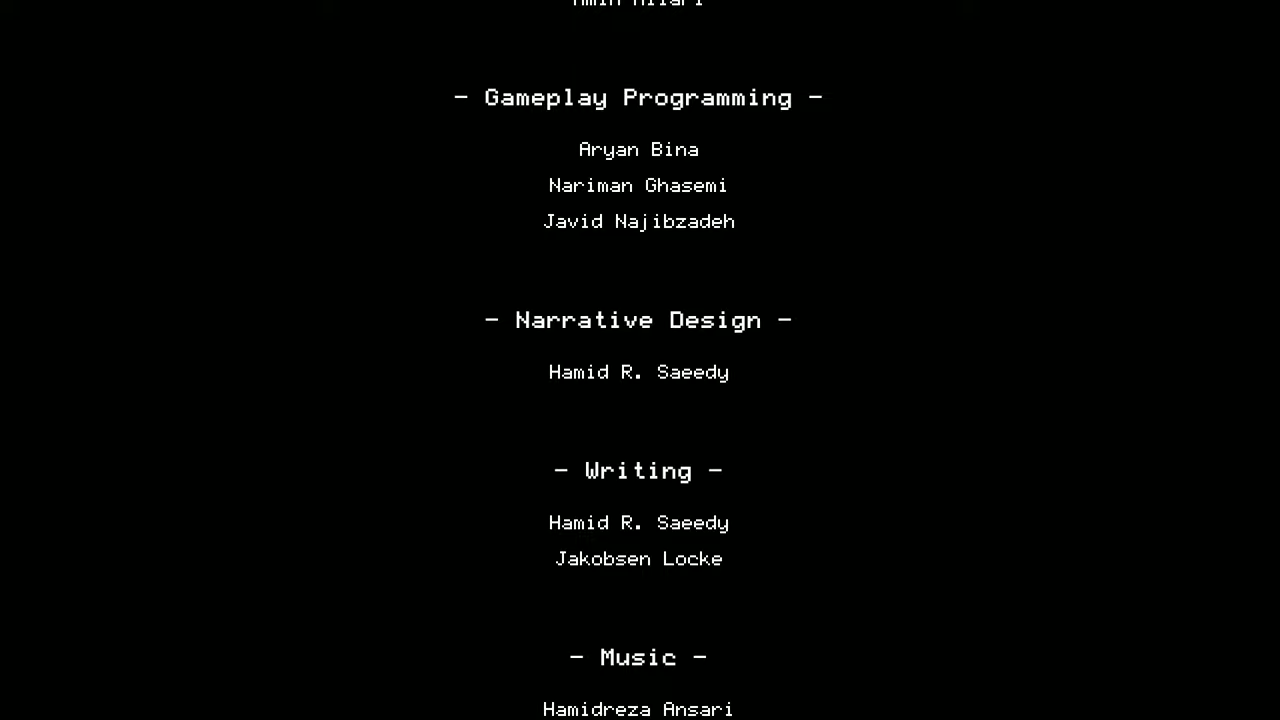 - Gameplay Programming -
Aryan Bina
Nariman Ghasemi
Javid Najibzadeh
- Narrative Design -
Hamid R. Saeedy
- Writing -
Hamid R. Saeedy
Jakobsen Locke
- Music -
Hamidreza Ansari